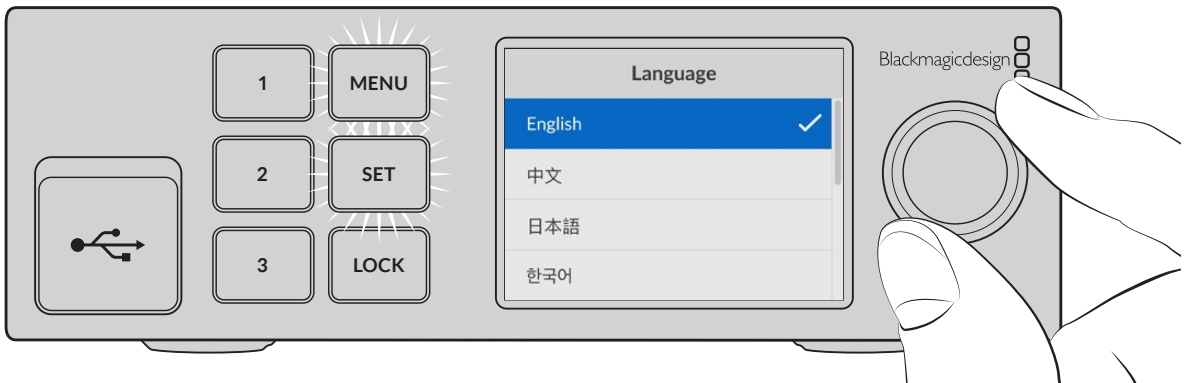 1
MENU
2
SET
3
LOCK
Language
English
中文
日本語
한국어
Blackmagicdesign